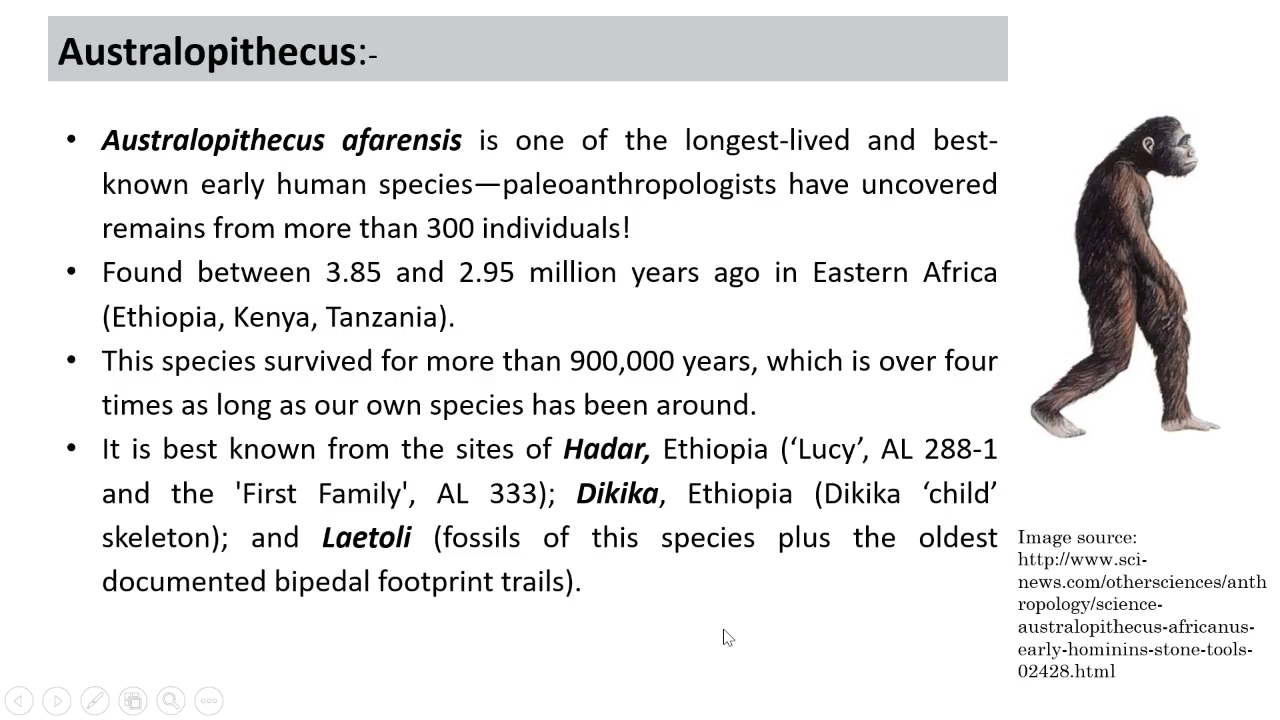 Australopithecus:-
• Australopithecus afarensis is one of the longest-lived and best-
known early human species—paleoanthropologists have uncovered
remains from more than 300 individuals!
• Found between 3.85 and 2.95 million years ago in Eastern Africa
(Ethiopia, Kenya, Tanzania).
• This species survived for more than 900,000 years, which is over four
times as long as our own species has been around.
• It is best known from the sites of Hadar, Ethiopia (‘Lucy’, AL 288-1
and the 'First Family', AL 333); Dikika, Ethiopia (Dikika ‘child’
skeleton); and Laetoli (fossils of this species plus the oldest
documented bipedal footprint trails).
Image source:
http://www.sci-
news.com/othersciences/anth
ropology/science-
australopithecus-africanus-
early-hominins-stone-tools-
02428.html